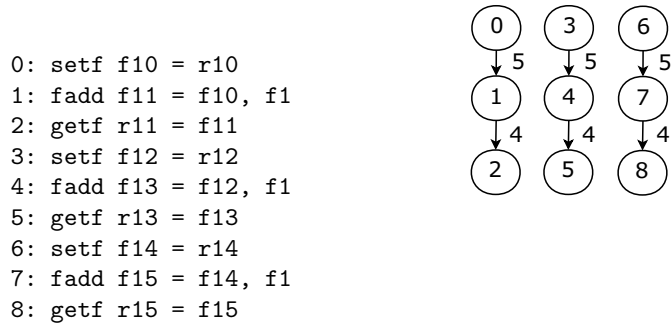 0: setf f10 = r10
1: fadd f11 = f10, f1
2: getf r11 = f11
3: setf f12 = r12
4: fadd f13 = f12, f1
5: getf r13 = f13
6: setf f14 = r14
7: fadd f15 = f14, f1
8: getf r15 = f15
0 3 6
5 5 5
1 4 7
4 4 4
2 5 8